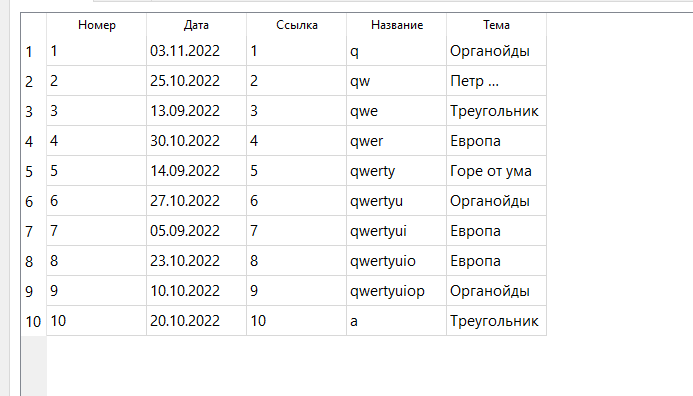 Номер Дата Ссылка Название Тема
1 1 03.11.2022 1 q Органойды
2 2 25.10.2022 2 qw Петр ...
3 3 13.09.2022 3 qwe Треугольник
4 4 30.10.2022 4 qwer Европа
5 5 14.09.2022 5 qwerty Горе от ума
6 6 27.10.2022 6 qwertyu Органойды
7 7 05.09.2022 7 qwertyui Европа
8 8 23.10.2022 8 qwertyuio Европа
9 9 10.10.2022 9 qwertyuiop Органойды
10 10 20.10.2022 10 a Треугольник